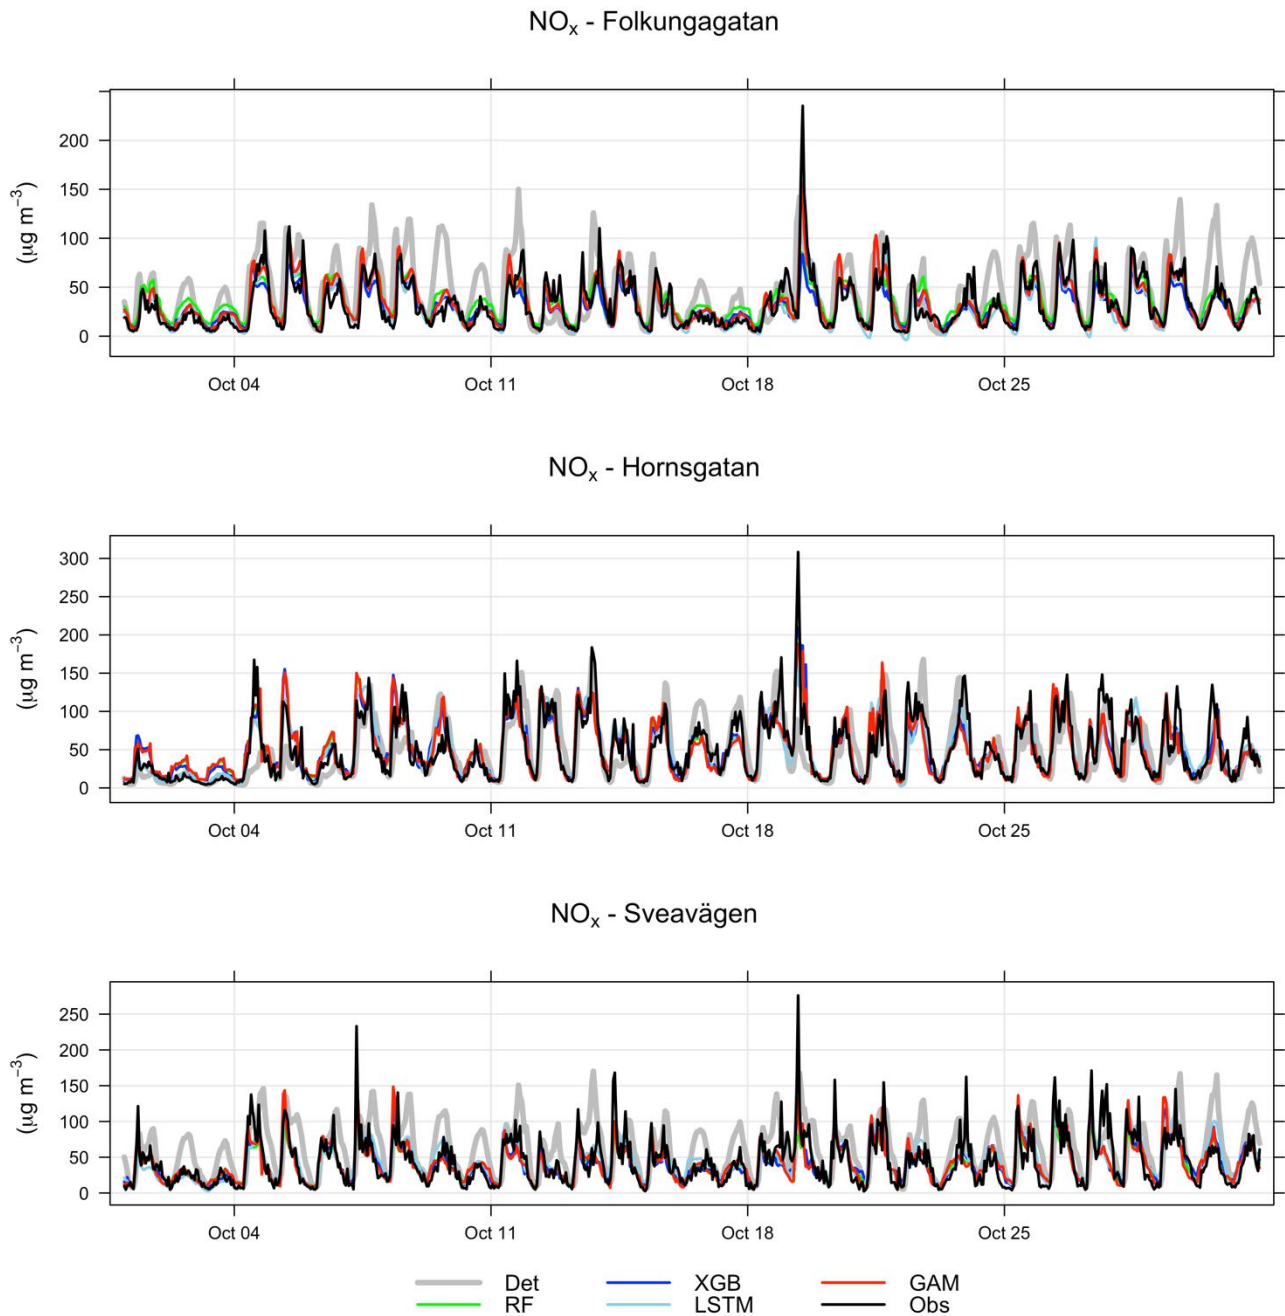 NOₓ - Folkungagatan
(µg m⁻³)
200
150
100
50
0
Oct 04 Oct 11 Oct 18 Oct 25
NOₓ - Hornsgatan
(µg m⁻³)
300
250
200
150
100
50
0
Oct 04 Oct 11 Oct 18 Oct 25
NOₓ - Sveavägen
(µg m⁻³)
250
200
150
100
50
0
Oct 04 Oct 11 Oct 18 Oct 25
Det XGB GAM
RF LSTM Obs